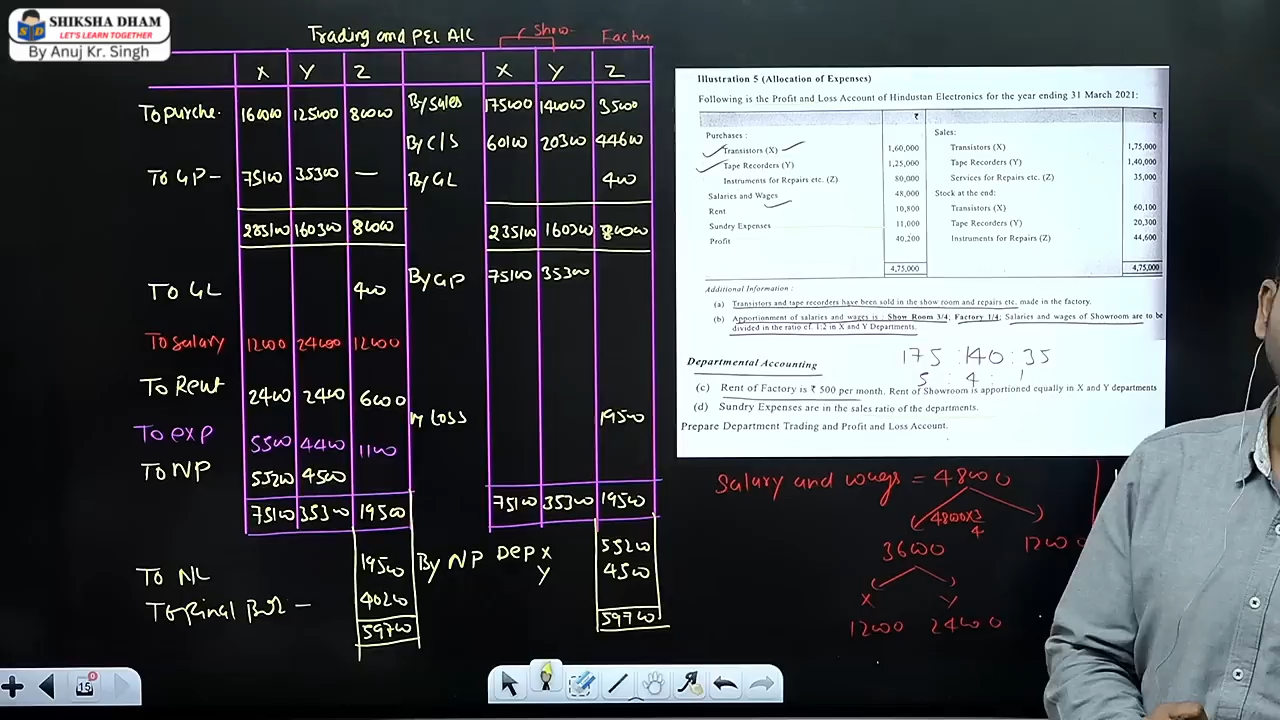 SHIKSHA DHAM
LET'S LEARN TOGETHER
By Anuj Kr. Singh
Trading and P&L A/C
Show
X Y Z X Y Z
To purche. 160000 125000 80000 By Sales 175000 140000 35000
By C/S 60100 20300 44600
To GP- 75100 35300 — By GL 400
235100 160300 80000 235100 160300 80000
To GL 400 By GP 75100 35300
To Salary 12000 24000 12000
To Rent 2400 2400 6000
Loss 19500
To exp 5500 4400 1100
To NP 55200 4500
75100 35300 19500 75100 35300 19500
To NL 19500 By NP Dep X 55200
Y 4500
40200
59700 59700
Illustration 5 (Allocation of Expenses)
Following is the Profit and Loss Account of Hindustan Electronics for the year ending 31 March 2021:
₹ ₹
Purchases : Sales:
Transistors (X) 1,60,000 Transistors (X) 1,75,000
Tape Recorders (Y) 1,25,000 Tape Recorders (Y) 1,40,000
Instruments for Repairs etc. (Z) 80,000 Services for Repairs etc. (Z) 35,000
Salaries and Wages 48,000 Stock at the end:
Rent 10,800 Transistors (X) 60,100
Sundry Expenses 11,000 Tape Recorders (Y) 20,300
Profit 40,200 Instruments for Repairs (Z) 44,600
4,75,000 4,75,000
Additional Information :
(a) Transistors and tape recorders have been sold in the show room and repairs etc. made in the factory.
(b) Apportionment of salaries and wages is : Show Room 3/4; Factory 1/4; Salaries and wages of Showroom are to be
divided in the ratio of. 1:2 in X and Y Departments.
175 : 140 : 35
Departmental Accounting
5 : 4 : 1
(c) Rent of Factory is ₹ 500 per month, Rent of Showroom is apportioned equally in X and Y departments
(d) Sundry Expenses are in the sales ratio of the departments.
Prepare Department Trading and Profit and Loss Account.
Salary and wages = 48000
48000 × 3/4
36000 12000
X Y
12000 24000
15
0